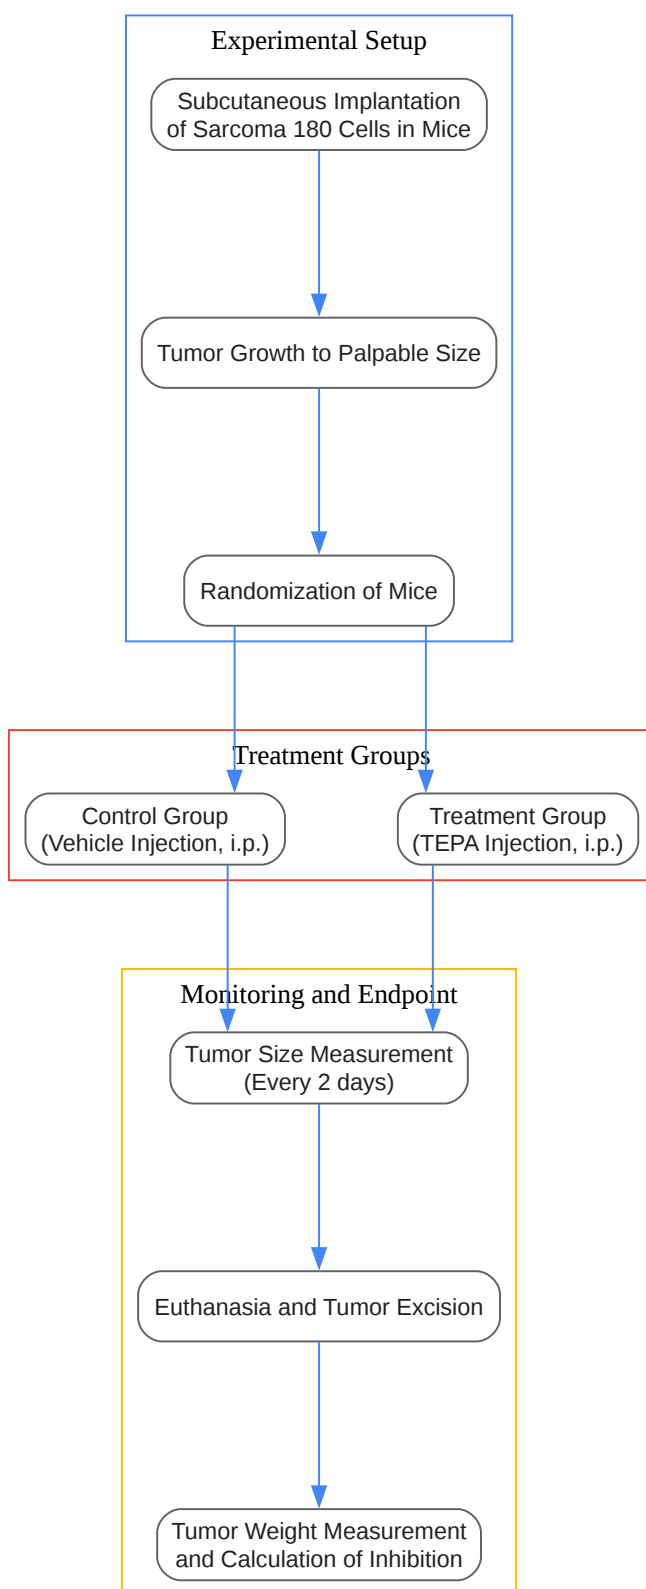 Experimental Setup
Subcutaneous Implantation
of Sarcoma 180 Cells in Mice
Tumor Growth to Palpable Size
Randomization of Mice
Treatment Groups
Control Group
(Vehicle Injection, i.p.)
Treatment Group
(TEPA Injection, i.p.)
Monitoring and Endpoint
Tumor Size Measurement
(Every 2 days)
Euthanasia and Tumor Excision
Tumor Weight Measurement
and Calculation of Inhibition